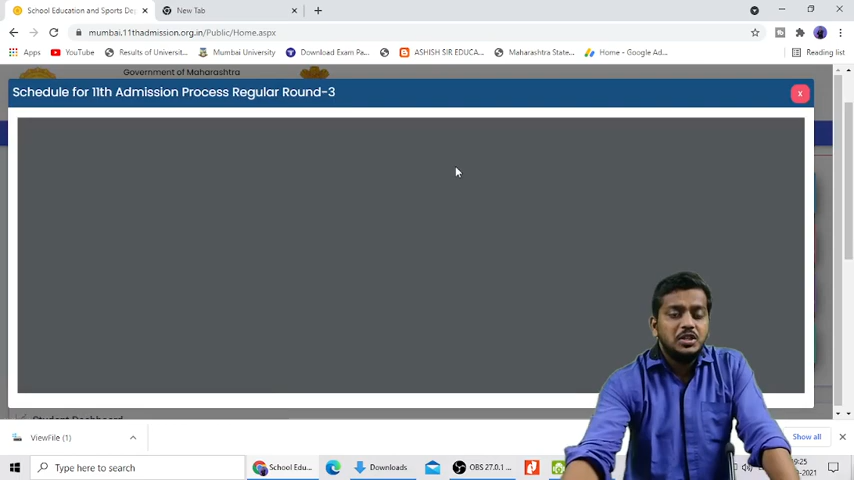 School Education and Sports De
New Tab
mumbai.11thadmission.org.in/Public/Home.aspx
Apps
YouTube
Results of Universit...
Mumbai University
Download Exam Pa...
ASHISH SIR EDUCA...
Maharashtra State...
Home - Google Ad...
Reading list
Government of Maharashtra
Schedule for 11th Admission Process Regular Round-3
x
ViewFile (1)
Show all
Type here to search
School Edu...
Downloads
OBS 27.0.1 ...